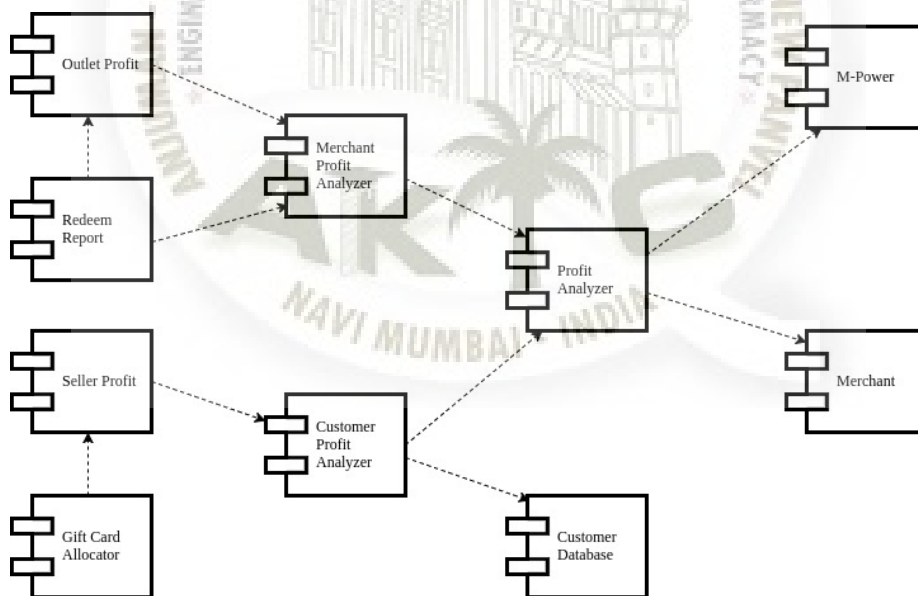 Outlet Profit
M-Power
Merchant
Profit
Analyzer
Redeem
Report
Profit
Analyzer
Seller Profit
Merchant
Customer
Profit
Analyzer
Gift Card
Allocator
Customer
Database
AKTC
NAVI MUMBAI - INDIA